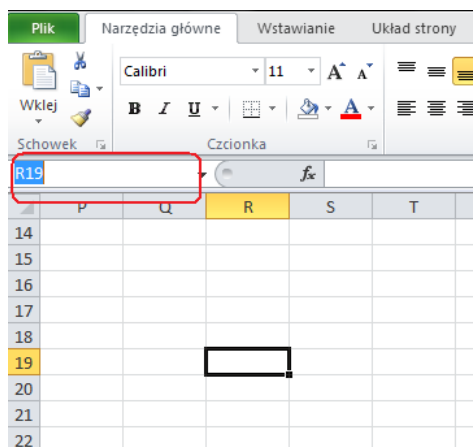 Plik Narzędzia główne Wstawianie Układ strony
Calibri 11 A A
Wklej B I U A
Schowek Czcionka
R19 fx
P Q R S T
14
15
16
17
18
19
20
21
22